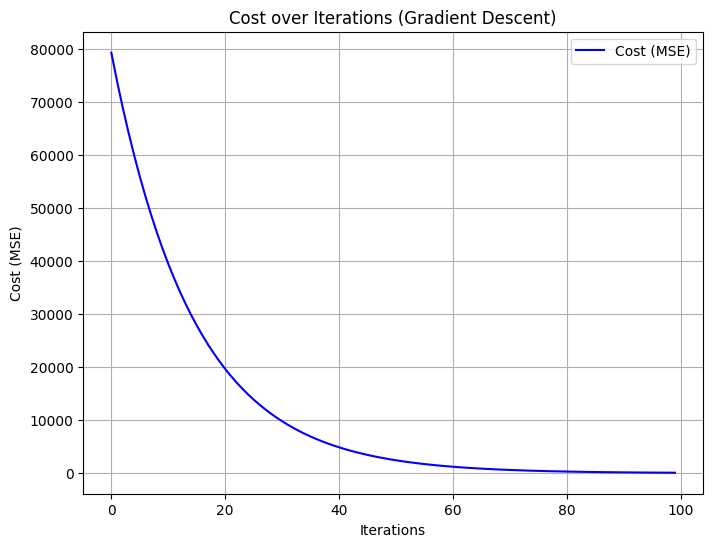 Cost over Iterations (Gradient Descent)
Cost (MSE)
80000
70000
60000
50000
40000
30000
20000
10000
0
Cost (MSE)
0 20 40 60 80 100
Iterations